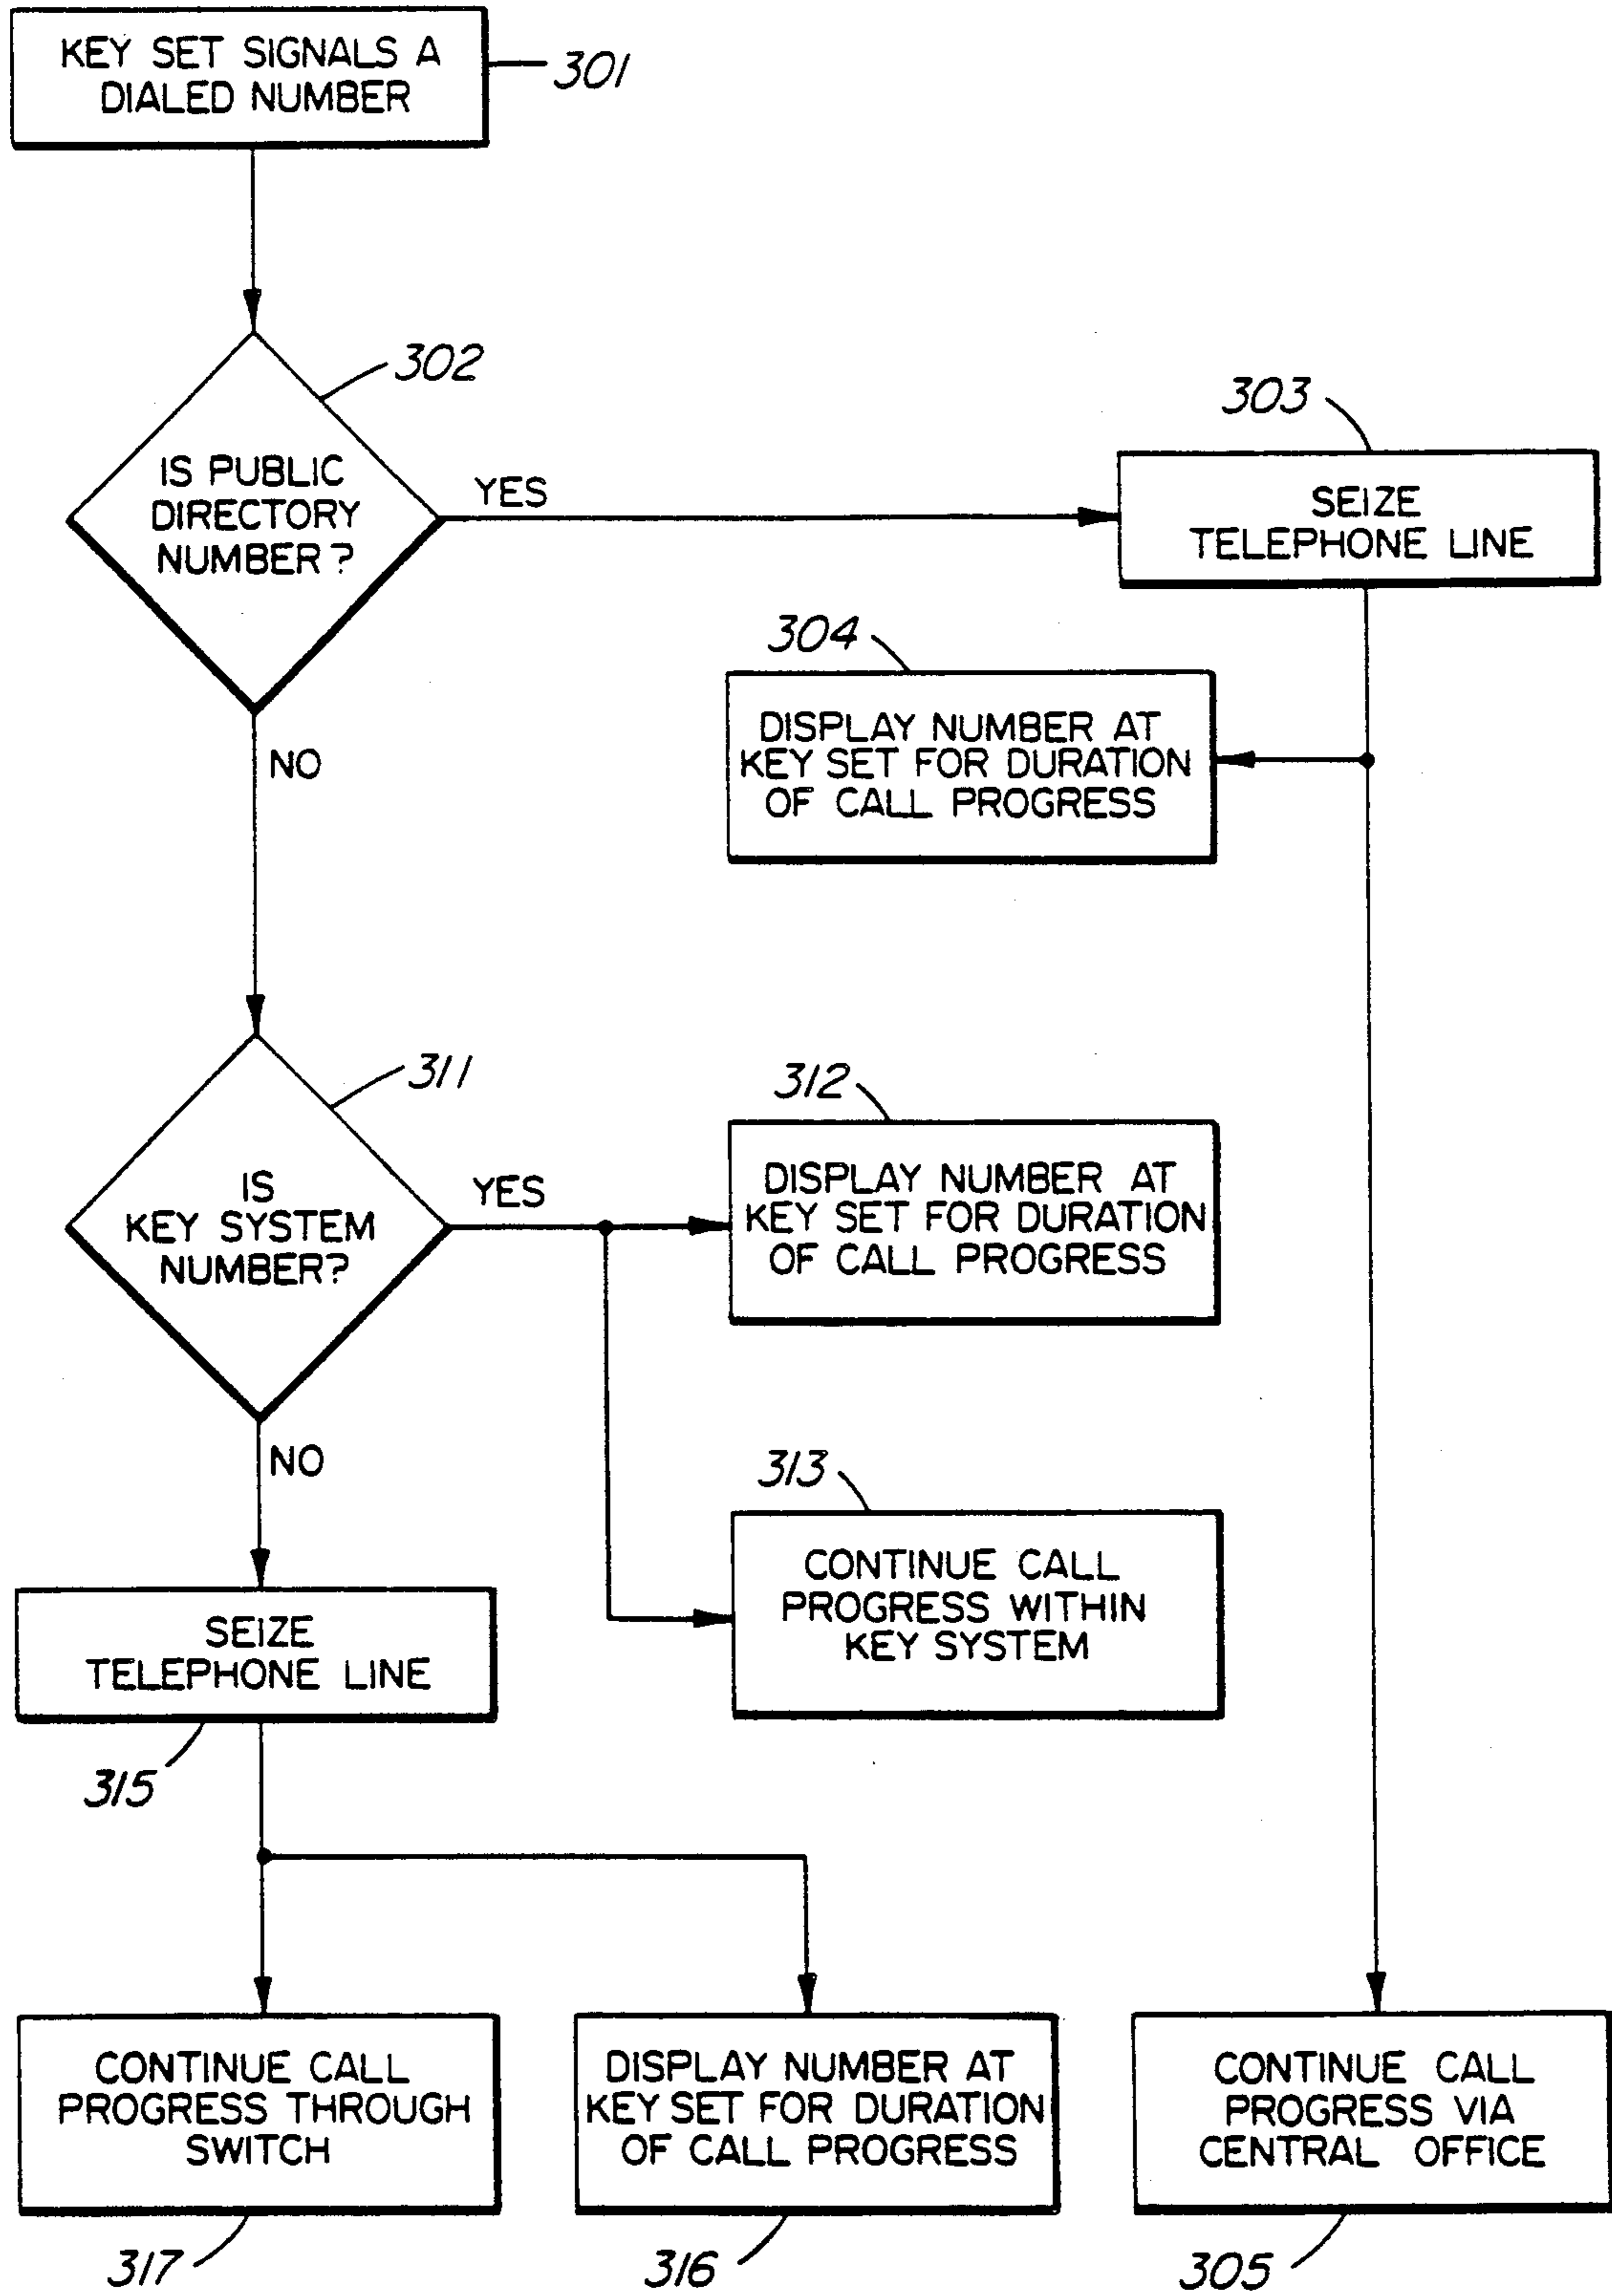 KEY SET SIGNALS A
DIALED NUMBER
301
302
IS PUBLIC
DIRECTORY
NUMBER?
YES
NO
303
SEIZE
TELEPHONE LINE
304
DISPLAY NUMBER AT
KEY SET FOR DURATION
OF CALL PROGRESS
311
IS
KEY SYSTEM
NUMBER?
YES
NO
312
DISPLAY NUMBER AT
KEY SET FOR DURATION
OF CALL PROGRESS
313
CONTINUE CALL
PROGRESS WITHIN
KEY SYSTEM
SEIZE
TELEPHONE LINE
315
CONTINUE CALL
PROGRESS THROUGH
SWITCH
317
DISPLAY NUMBER AT
KEY SET FOR DURATION
OF CALL PROGRESS
316
CONTINUE CALL
PROGRESS VIA
CENTRAL OFFICE
305